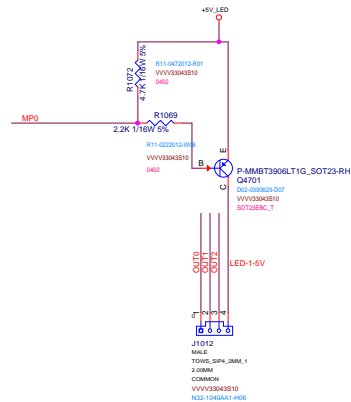 +5V_LED
R1072
4.7K 1/16W 5%
R11-0472012-R01
VVVV33043S10
0402
MP0
R1069
2.2K 1/16W 5%
R11-0222012-W08
VVVV33043S10
0402
B
E
C
P-MMBT3906LT1G_SOT23-RH
Q4701
D02-0390629-D07
VVVV33043S10
SOT23EBC_T
OUT0
OUT1
OUT2
LED-1-5V
1
2
3
4
J1012
MALE
TOWS_SIP4_2MM_1
2.00MM
COMMON
VVVV33043S10
N32-1040AA1-H06